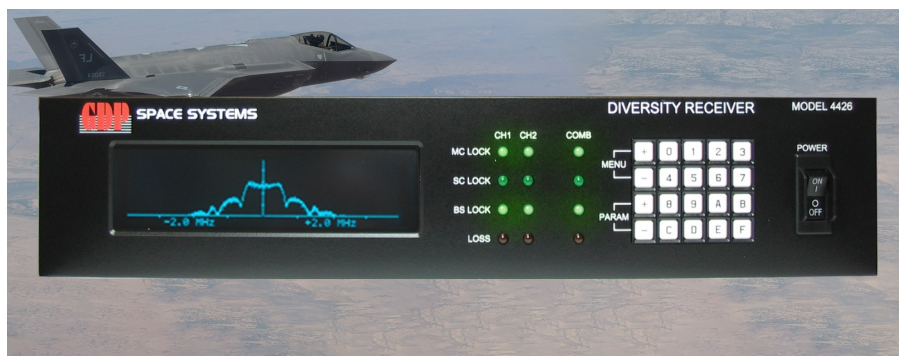 GDP SPACE SYSTEMS
DIVERSITY RECEIVER
MODEL 4426
CH1 CH2 COMB
MC LOCK
SC LOCK
BS LOCK
LOSS
-2.0 MHz +2.0 MHz
MENU
PARAM
+ 0 1 2 3
- 4 5 6 7
+ 8 9 A B
- C D E F
POWER
ON
I
O
OFF
LF